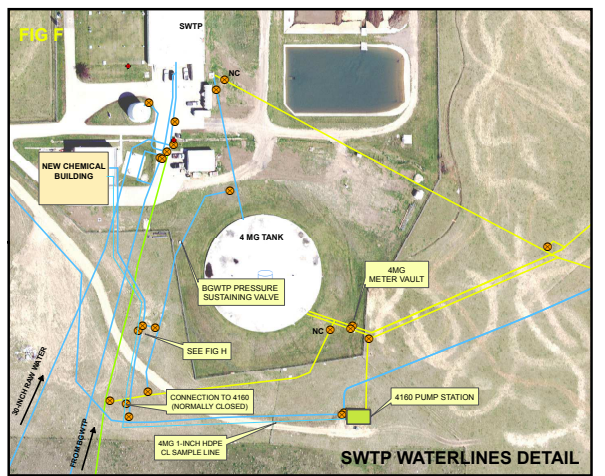 FIG F
SWTP
NC
NEW CHEMICAL
BUILDING
4 MG TANK
4MG
METER VAULT
BGWTP PRESSURE
SUSTAINING VALVE
NC
SEE FIG H
30-INCH RAW WATER
CONNECTION TO 4160
(NORMALLY CLOSED)
4160 PUMP STATION
FROM BGWTP
4MG 1-INCH HDPE
CL SAMPLE LINE
SWTP WATERLINES DETAIL